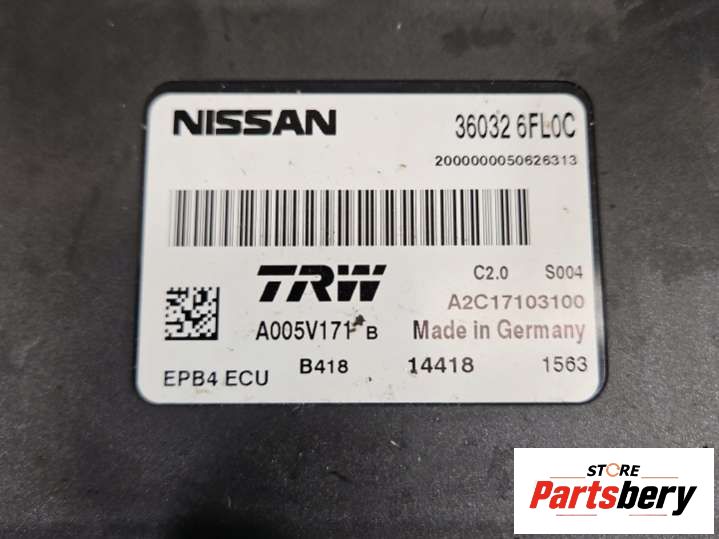 NISSAN 36032 6FL0C
2000000050626313
TRW C2.0 S004
A2C17103100
A005V171 B Made in Germany
EPB4 ECU B418 14418 1563
STORE
Partsbery